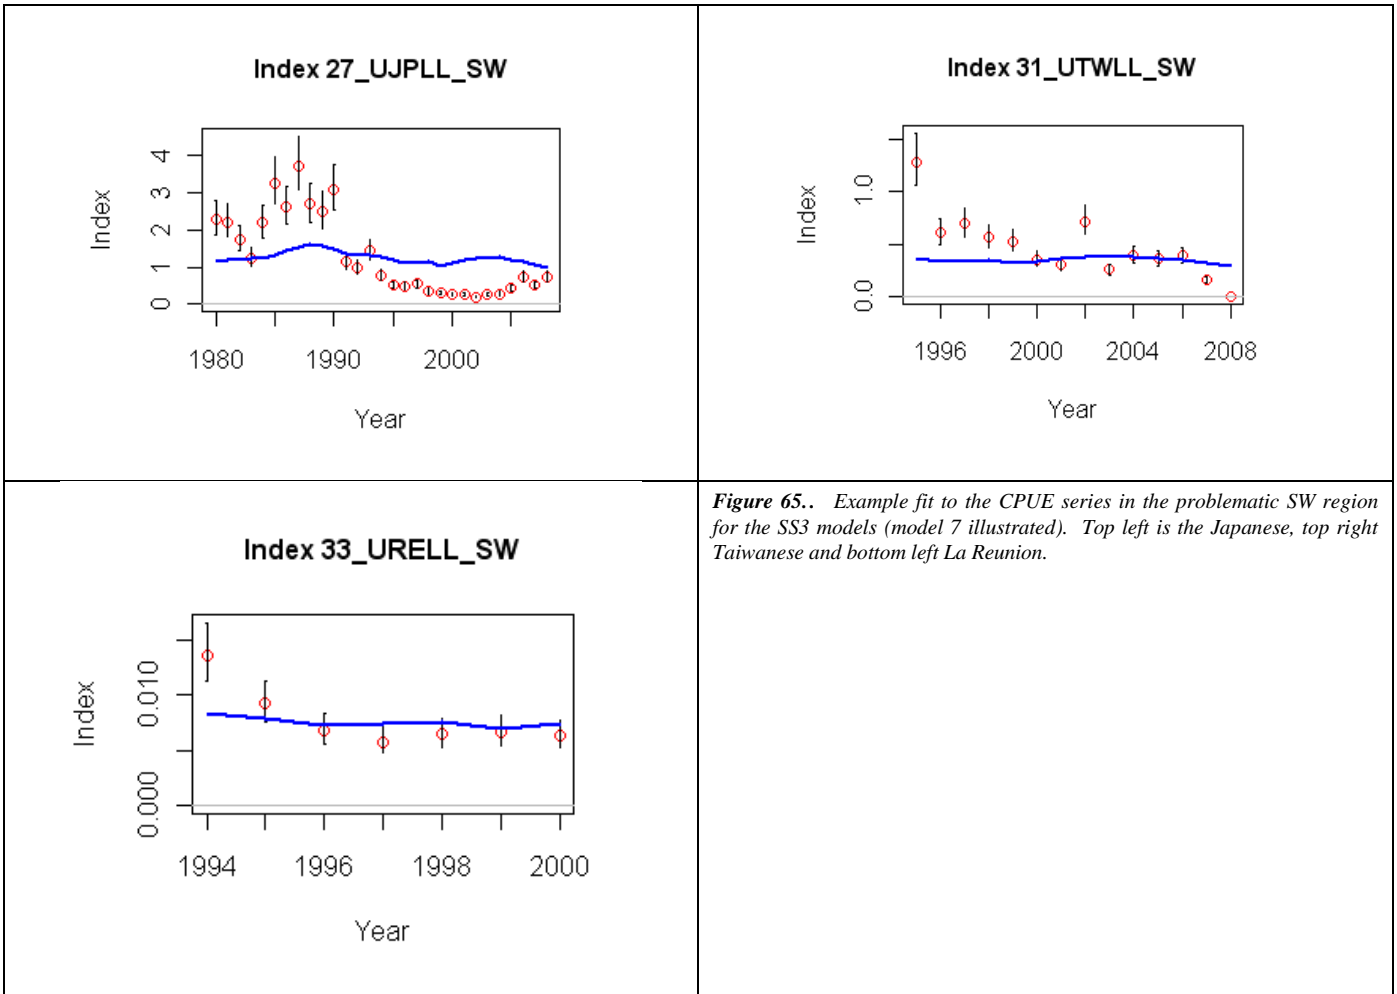 Index 27_UJPLL_SW
4
3
2
1
0
Index
1980 1990 2000
Year
Index 31_UTWLL_SW
1.0
0.0
Index
1996 2000 2004 2008
Year
Index 33_URELL_SW
0.010
0.000
Index
1994 1996 1998 2000
Year
Figure 65.. Example fit to the CPUE series in the problematic SW region
for the SS3 models (model 7 illustrated). Top left is the Japanese, top right
Taiwanese and bottom left La Reunion.